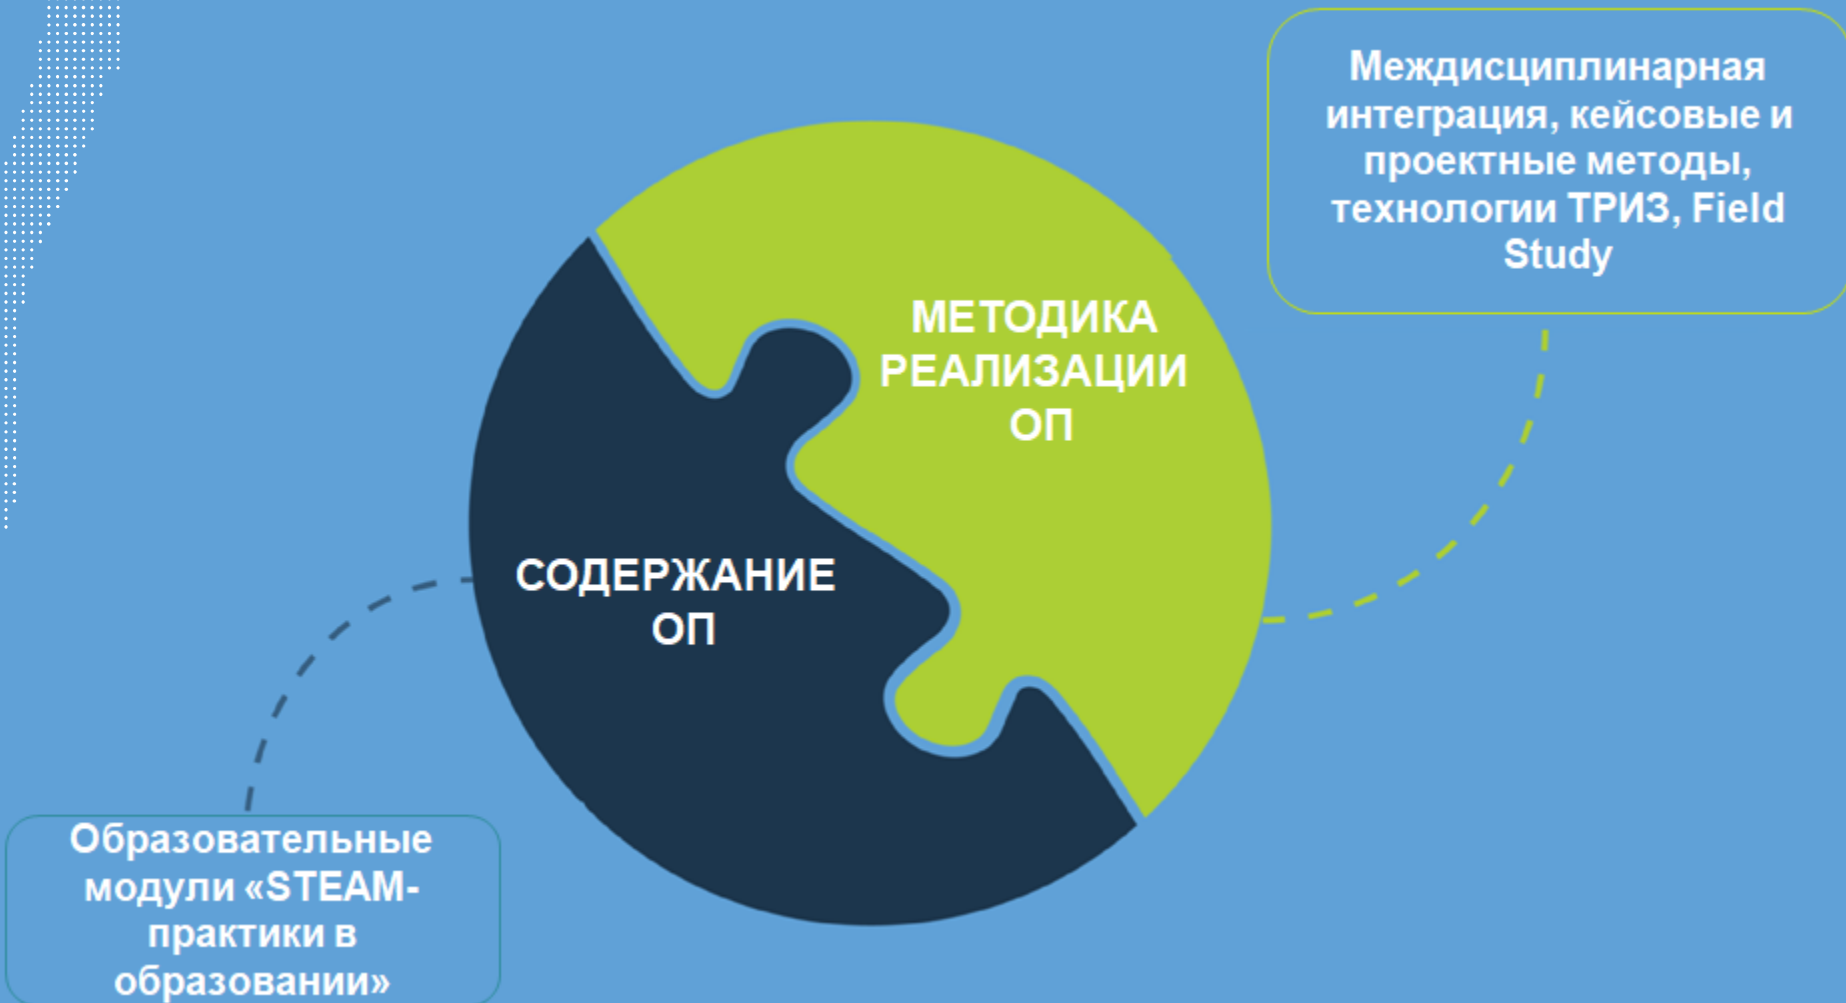 Междисциплинарная
интеграция, кейсовые и
проектные методы,
технологии ТРИЗ, Field
Study
МЕТОДИКА
РЕАЛИЗАЦИИ
ОП
СОДЕРЖАНИЕ
ОП
Образовательные
модули «STEAM-
практики в
образовании»